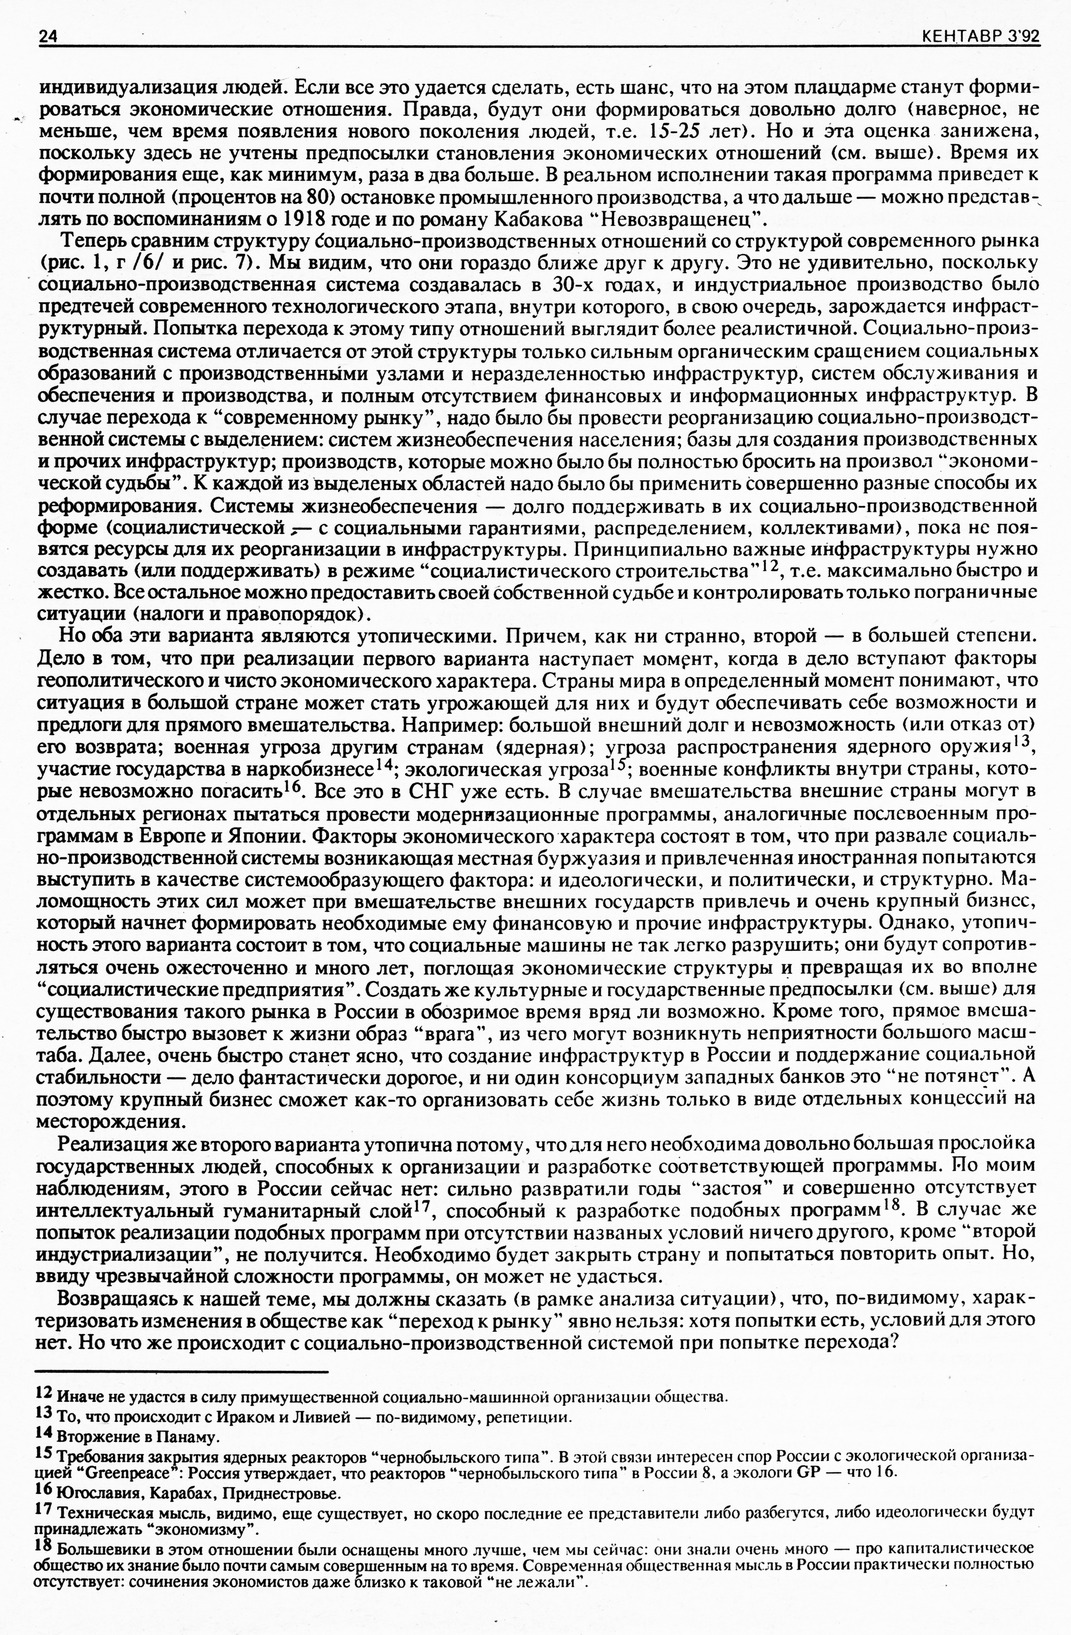 24 КЕНТАВР 3'92
индивидуализация людей. Если все это удается сделать, есть шанс, что на этом плацдарме станут форми-
роваться экономические отношения. Правда, будут они формироваться довольно долго (наверное, не
меньше, чем время появления нового поколения людей, т.е. 15-25 лет). Но и эта оценка занижена,
поскольку здесь не учтены предпосылки становления экономических отношений (см. выше). Время их
формирования еще, как минимум, раза в два больше. В реальном исполнении такая программа приведет к
почти полной (процентов на 80) остановке промышленного производства, а что дальше — можно представ-
лять по воспоминаниям о 1918 годе и по роману Кабакова “Невозвращенец”.
Теперь сравним структуру социально-производственных отношений со структурой современного рынка
(рис. 1, г /б/ и рис. 7). Мы видим, что они гораздо ближе друг к другу. Это не удивительно, поскольку
социально-производственная система создавалась в 30-х годах, и индустриальное производство было
предтечей современного технологического этапа, внутри которого, в свою очередь, зарождается инфраст-
руктурный. Попытка перехода к этому типу отношений выглядит более реалистичной. Социально-произ-
водственная система отличается от этой структуры только сильным органическим сращением социальных
образований с производственными узлами и неразделенностью инфраструктур, систем обслуживания и
обеспечения и производства, и полным отсутствием финансовых и информационных инфраструктур. В
случае перехода к “современному рынку”, надо было бы провести реорганизацию социально-производст-
венной системы с выделением: систем жизнеобеспечения населения; базы для создания производственных
и прочих инфраструктур; производств, которые можно было бы полностью бросить на произвол “экономи-
ческой судьбы”. К каждой из выделеных областей надо было бы применить совершенно разные способы их
реформирования. Системы жизнеобеспечения — долго поддерживать в их социально-производственной
форме (социалистической — с социальными гарантиями, распределением, коллективами), пока не поя-
вятся ресурсы для их реорганизации в инфраструктуры. Принципиально важные инфраструктуры нужно
создавать (или поддерживать) в режиме “социалистического строительства”12, т.е. максимально быстро и
жестко. Все остальное можно предоставить своей собственной судьбе и контролировать только пограничные
ситуации (налоги и правопорядок).
Но оба эти варианта являются утопическими. Причем, как ни странно, второй — в большей степени.
Дело в том, что при реализации первого варианта наступает момент, когда в дело вступают факторы
геополитического и чисто экономического характера. Страны мира в определенный момент понимают, что
ситуация в большой стране может стать угрожающей для них и будут обеспечивать себе возможности и
предлоги для прямого вмешательства. Например: большой внешний долг и невозможность (или отказ от)
его возврата; военная угроза другим странам (ядерная); угроза распространения ядерного оружия13,
участие государства в наркобизнесе14; экологическая угроза15; военные конфликты внутри страны, кото-
рые невозможно погасить16. Все это в СНГ уже есть. В случае вмешательства внешние страны могут в
отдельных регионах пытаться провести модернизационные программы, аналогичные послевоенным про-
граммам в Европе и Японии. Факторы экономического характера состоят в том, что при развале социаль-
но-производственной системы возникающая местная буржуазия и привлеченная иностранная попытаются
выступить в качестве системообразующего фактора: и идеологически, и политически, и структурно. Ма-
ломощность этих сил может при вмешательстве внешних государств привлечь и очень крупный бизнес,
который начнет формировать необходимые ему финансовую и прочие инфраструктуры. Однако, утопич-
ность этого варианта состоит в том, что социальные машины не так легко разрушить; они будут сопротив-
ляться очень ожесточенно и много лет, поглощая экономические структуры и превращая их во вполне
“социалистические предприятия”. Создать же культурные и государственные предпосылки (см. выше) для
существования такого рынка в России в обозримое время вряд ли возможно. Кроме того, прямое вмеша-
тельство быстро вызовет к жизни образ “врага”, из чего могут возникнуть неприятности большого масш-
таба. Далее, очень быстро станет ясно, что создание инфраструктур в России и поддержание социальной
стабильности — дело фантастически дорогое, и ни один консорциум западных банков это “не потянет”. А
поэтому крупный бизнес сможет как-то организовать себе жизнь только в виде отдельных концессий на
месторождения.
Реализация же второго варианта утопична потому, что для него необходима довольно большая прослойка
государственных людей, способных к организации и разработке соответствующей программы. По моим
наблюдениям, этого в России сейчас нет: сильно развратили годы “застоя” и совершенно отсутствует
интеллектуальный гуманитарный слой17, способный к разработке подобных программ18. В случае же
попыток реализации подобных программ при отсутствии названых условий ничего другого, кроме “второй
индустриализации”, не получится. Необходимо будет закрыть страну и попытаться повторить опыт. Но,
ввиду чрезвычайной сложности программы, он может не удасться.
Возвращаясь к нашей теме, мы должны сказать (в рамке анализа ситуации), что, по-видимому, харак-
теризовать изменения в обществе как “переход к рынку” явно нельзя: хотя попытки есть, условий для этого
нет. Но что же происходит с социально-производственной системой при попытке перехода?
12 Иначе не удастся в силу примущественной социально-машинной организации общества.
13 То, что происходит с Ираком и Ливией — по-видимому, репетиции.
14 Вторжение в Панаму.
15 Требования закрытия ядерных реакторов “чернобыльского типа”. В этой связи интересен спор России с экологической организа-
цией “Greenpeace”: Россия утверждает, что реакторов “чернобыльского типа” в России 8, а экологи GP — что 16.
16 Югославия, Карабах, Приднестровье.
17 Техническая мысль, видимо, еще существует, но скоро последние ее представители либо разбегутся, либо идеологически будут
принадлежать “экономизму”.
18 Большевики в этом отношении были оснащены много лучше, чем мы сейчас: они знали очень много — про капиталистическое
общество их знание было почти самым совершенным на то время. Современная общественная мысль в России практически полностью
отсутствует: сочинения экономистов даже близко к таковой “не лежали”.